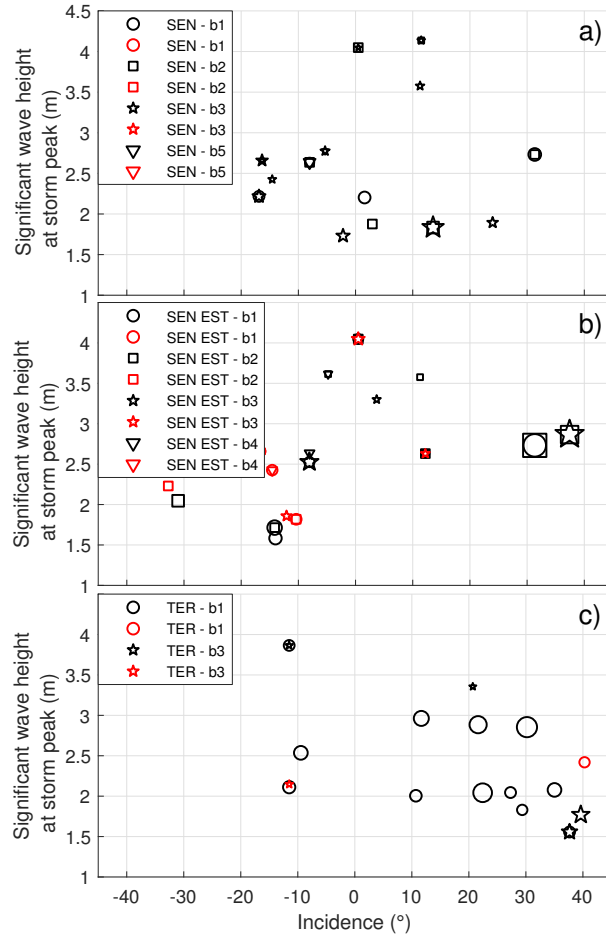 4.5
4
3.5
3
2.5
2
1.5
1
Significant wave height
at storm peak (m)
SEN - b1
SEN - b1
SEN - b2
SEN - b2
SEN - b3
SEN - b3
SEN - b5
SEN - b5
a)
4
3.5
3
2.5
2
1.5
1
Significant wave height
at storm peak (m)
SEN EST - b1
SEN EST - b1
SEN EST - b2
SEN EST - b2
SEN EST - b3
SEN EST - b3
SEN EST - b4
SEN EST - b4
b)
4
3.5
3
2.5
2
1.5
1
Significant wave height
at storm peak (m)
TER - b1
TER - b1
TER - b3
TER - b3
c)
-40 -30 -20 -10 0 10 20 30 40
Incidence (°)